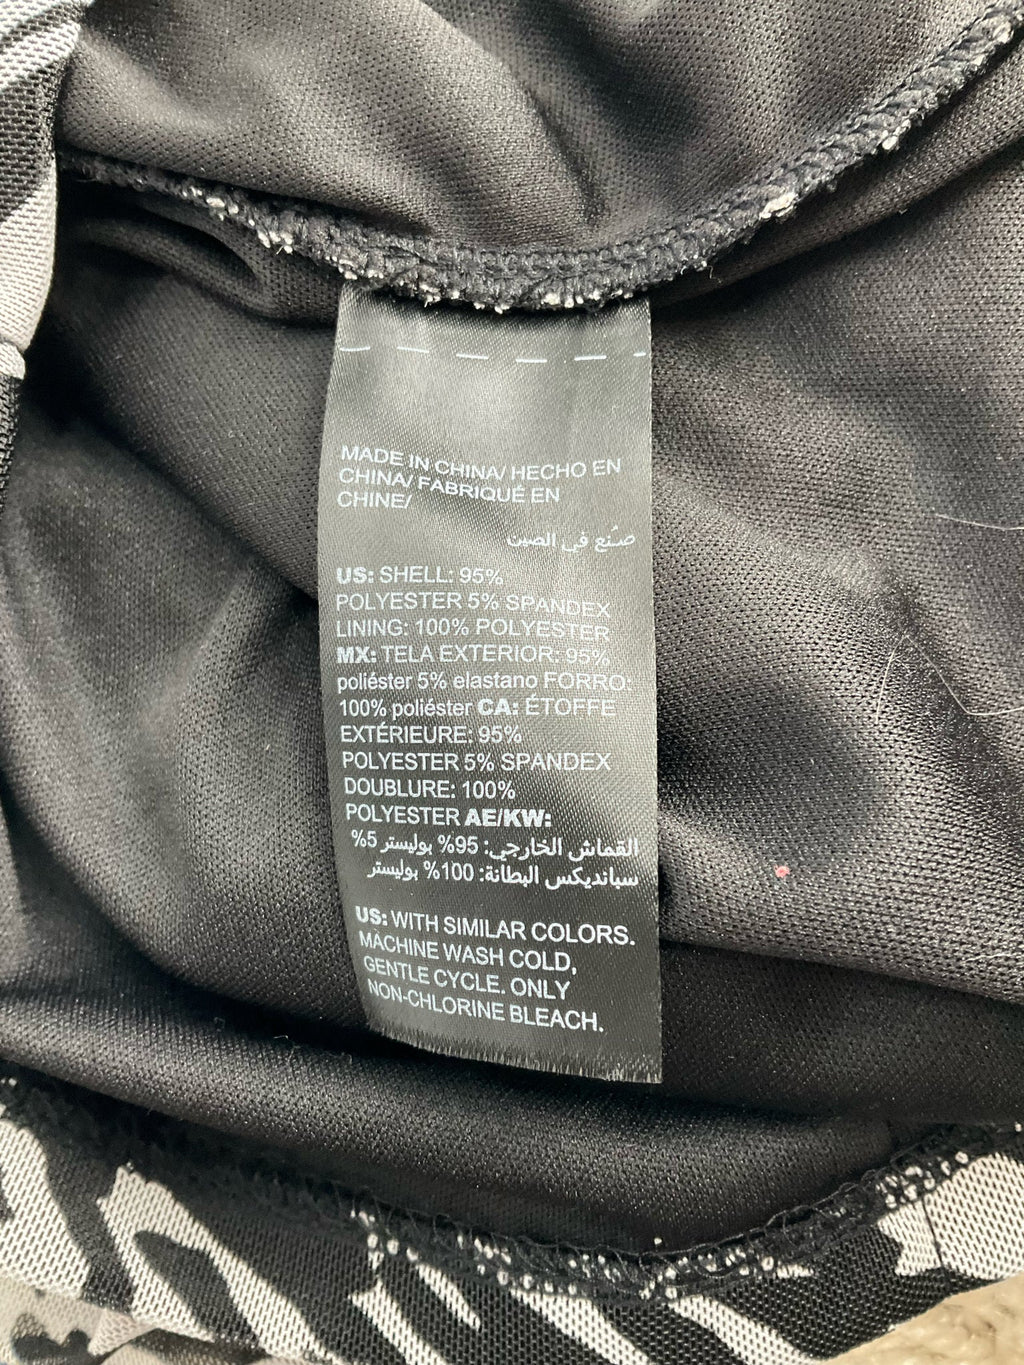 MADE IN CHINA/ HECHO EN
CHINA/ FABRIQUÉ EN
CHINE/
صُنع في الصين
US: SHELL: 95%
POLYESTER 5% SPANDEX
LINING: 100% POLYESTER
MX: TELA EXTERIOR: 95%
poliéster 5% elastano FORRO:
100% poliéster CA: ÉTOFFE
EXTÉRIEURE: 95%
POLYESTER 5% SPANDEX
DOUBLURE: 100%
POLYESTER AE/KW:
القماش الخارجي: 95% بوليستر 5%
سبانديكس البطانة: 100% بوليستر
US: WITH SIMILAR COLORS.
MACHINE WASH COLD,
GENTLE CYCLE. ONLY
NON-CHLORINE BLEACH.